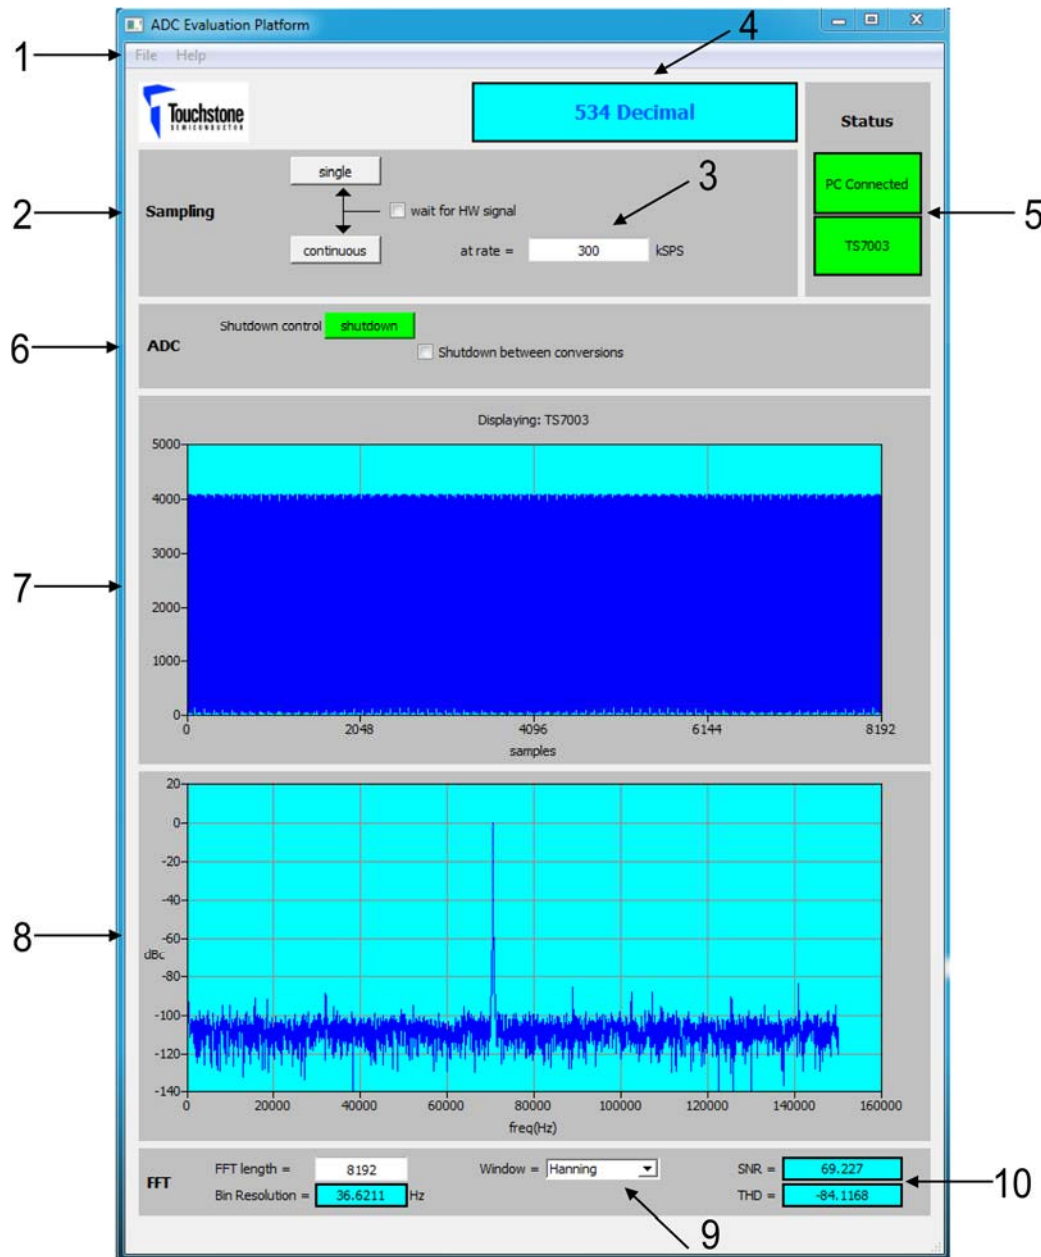 ADC Evaluation Platform
4
1
File Help
Touchstone
SEMICONDUCTOR
534 Decimal
Status
single
3
PC Connected
2
Sampling
wait for HW signal
5
continuous
at rate = 300 kSPS
TS7003
6
Shutdown control shutdown
ADC
Shutdown between conversions
Displaying: TS7003
5000
4000
3000
7
2000
1000
0
0 2048 4096 6144 8192
samples
20
0
-20
-40
8
-60
dBc
-80
-100
-120
-140
0 20000 40000 60000 80000 100000 120000 140000 160000
freq(Hz)
FFT
FFT length = 8192
Window = Hanning
SNR = 69.227
Bin Resolution = 36.6211 Hz
THD = -84.1168
10
9